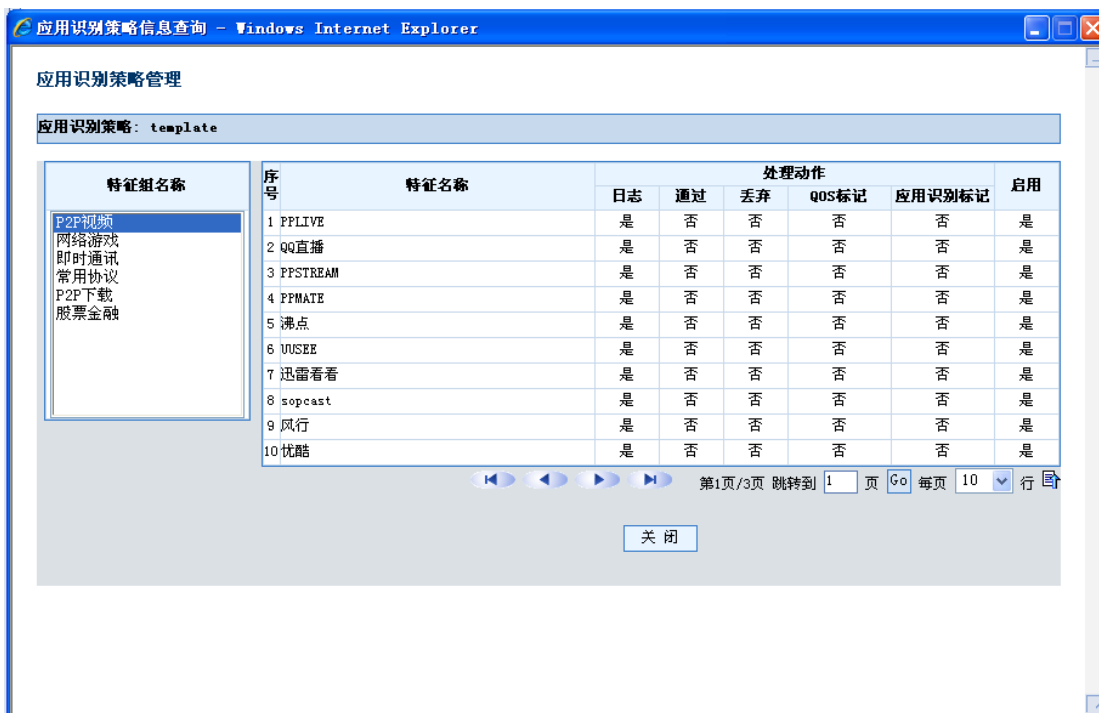 应用识别策略信息查询 - Windows Internet Explorer
应用识别策略管理
应用识别策略: template
特征组名称
P2P视频
网络游戏
即时通讯
常用协议
P2P下载
股票金融
序号 特征名称 处理动作 启用
日志 通过 丢弃 QOS标记 应用识别标记
1 PPLIVE 是 否 否 否 否 是
2 QQ直播 是 否 否 否 否 是
3 PPSTREAM 是 否 否 否 否 是
4 PPMATE 是 否 否 否 否 是
5 沸点 是 否 否 否 否 是
6 UUSEE 是 否 否 否 否 是
7 迅雷看看 是 否 否 否 否 是
8 sopcast 是 否 否 否 否 是
9 风行 是 否 否 否 否 是
10 优酷 是 否 否 否 否 是
第1页/3页 跳转到 1 页 Go 每页 10 行
关 闭